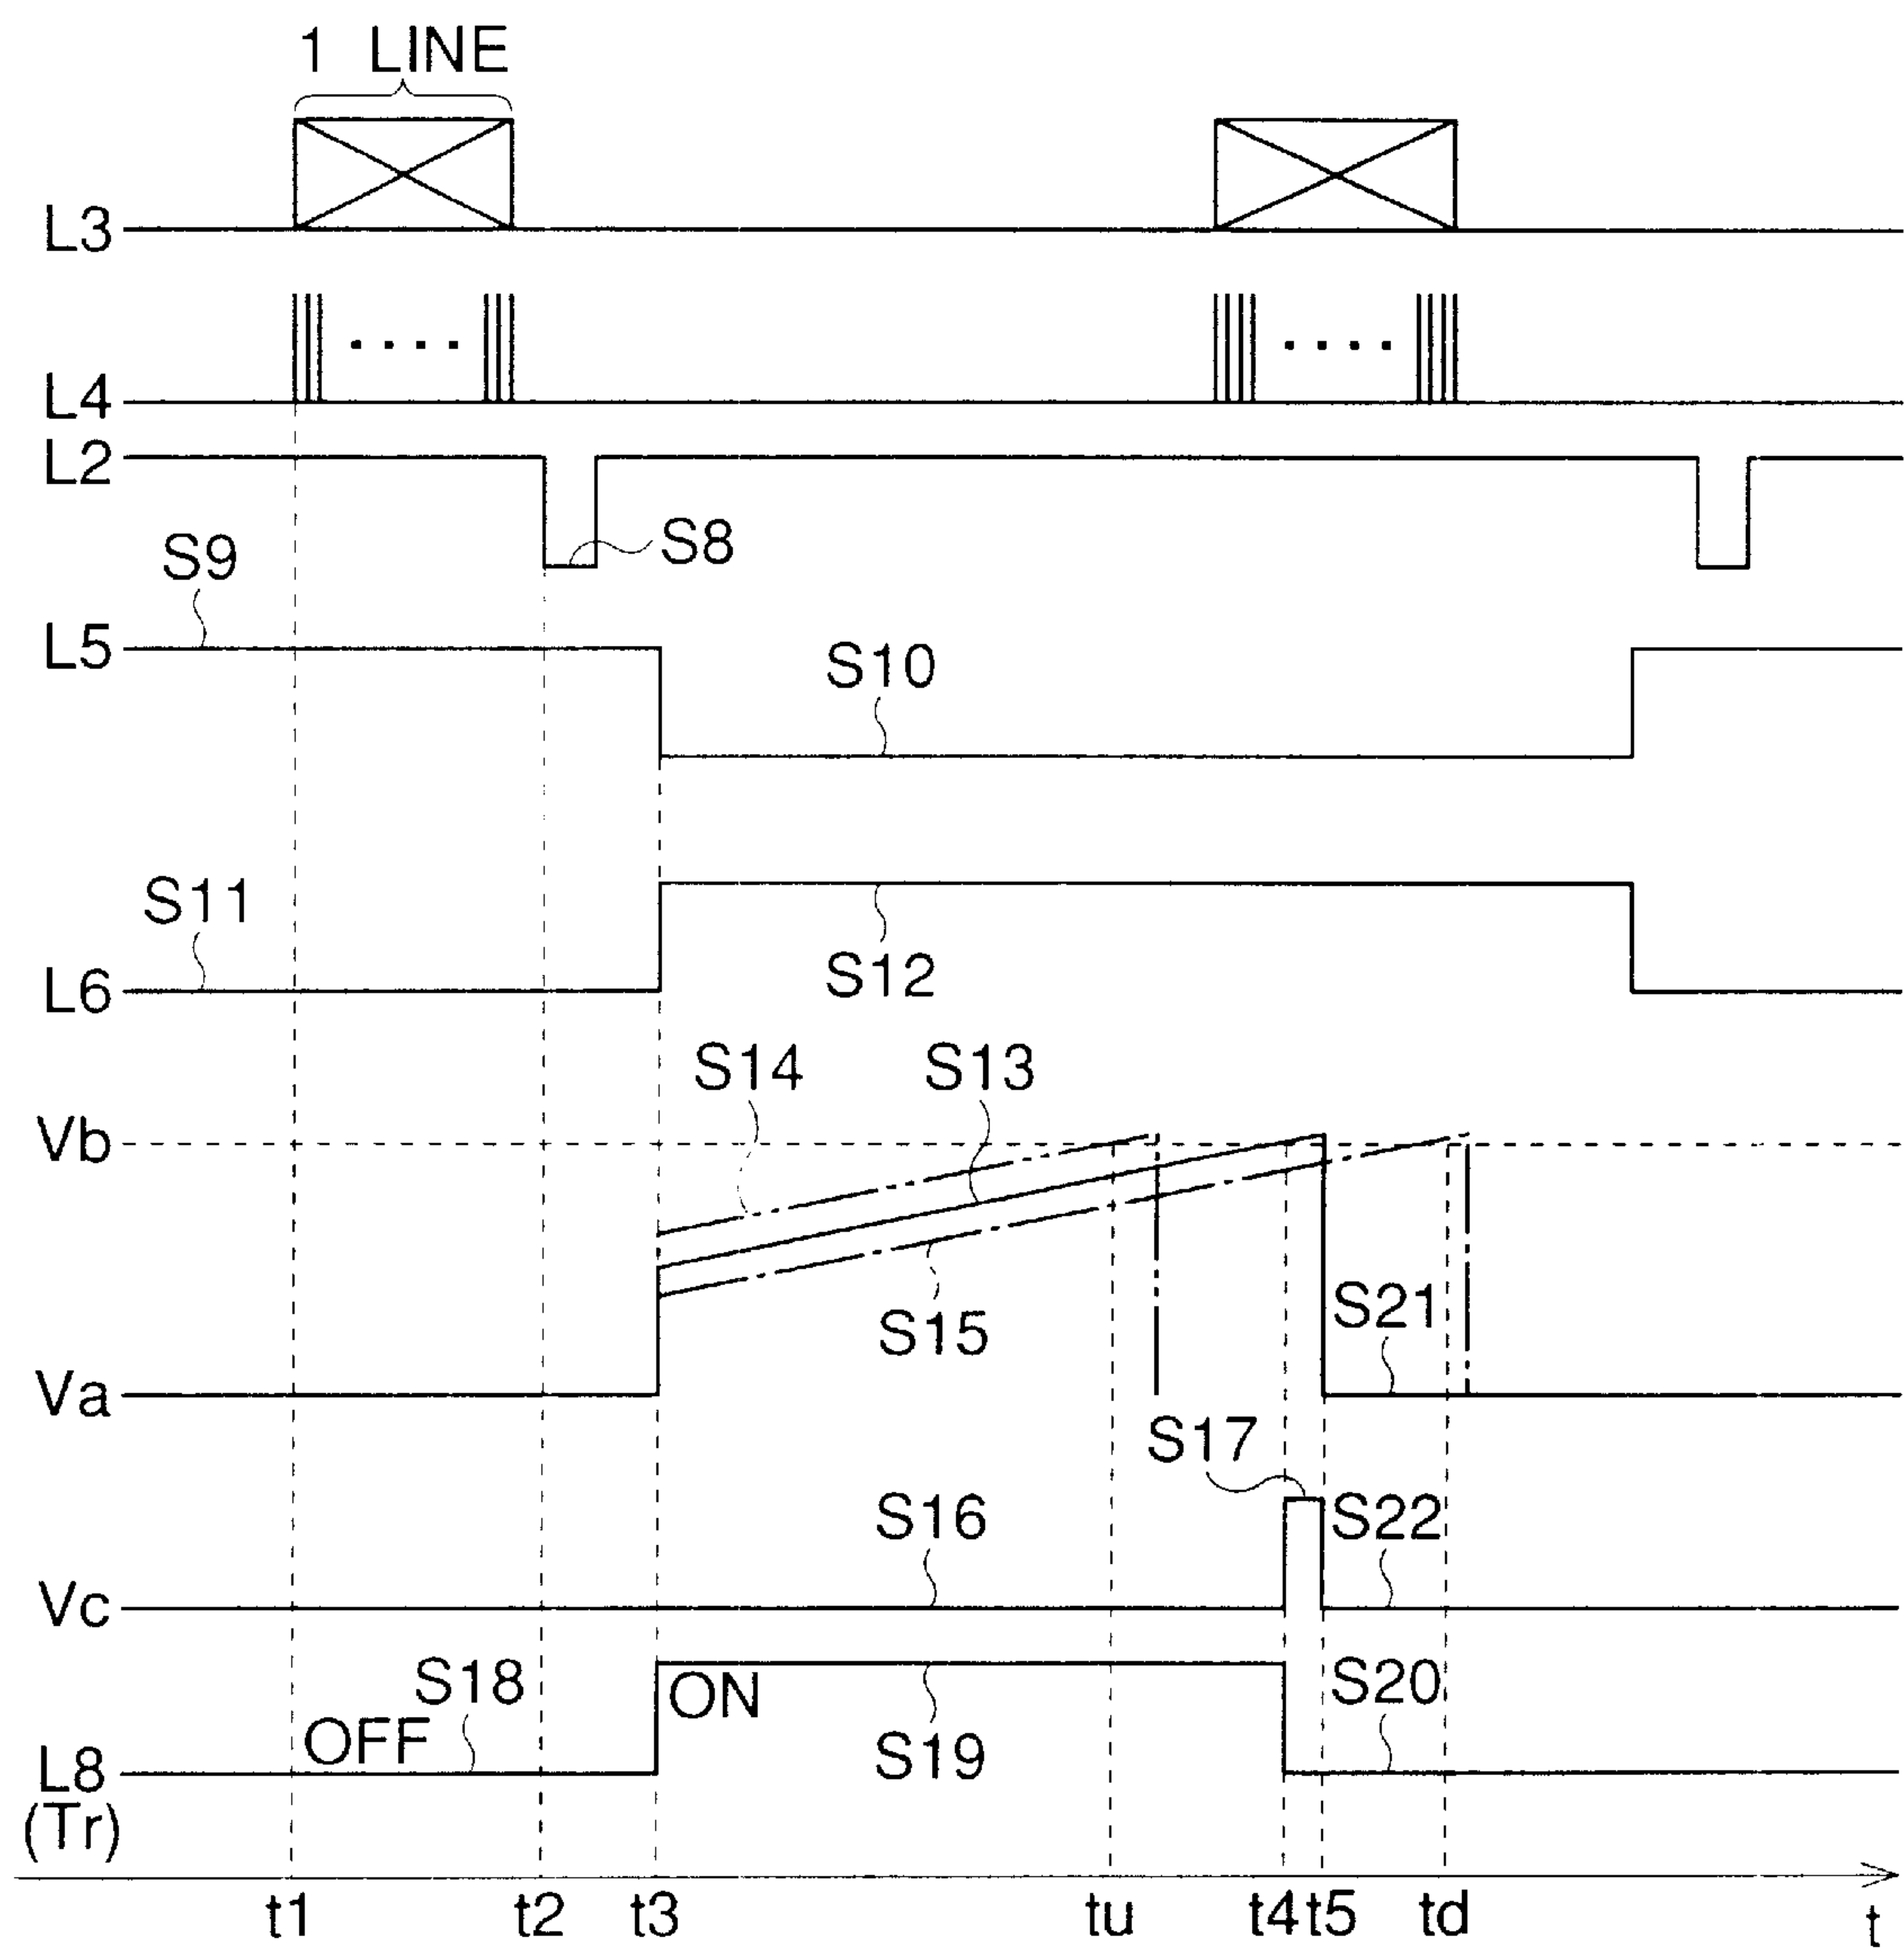 1 LINE
L3
L4
L2
S8
S9
L5
S10
S11
L6
S12
S14 S13
Vb
S15
S21
Va
S17
S16
S22
Vc
S18
ON
S20
OFF
S19
L8
(Tr)
t1 t2 t3 tu t4 t5 td t